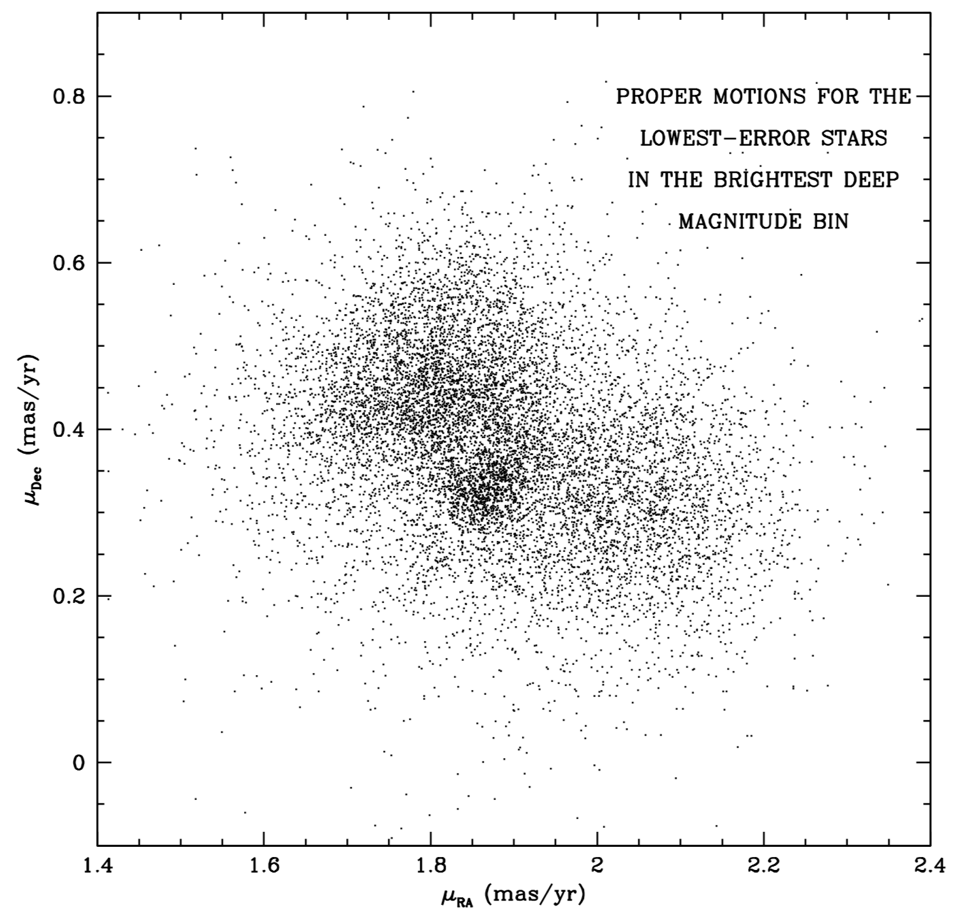 PROPER MOTIONS FOR THE
LOWEST-ERROR STARS
IN THE BRIGHTEST DEEP
MAGNITUDE BIN
0.8
0.6
0.4
0.2
0
μDec (mas/yr)
1.4 1.6 1.8 2 2.2 2.4
μRA (mas/yr)